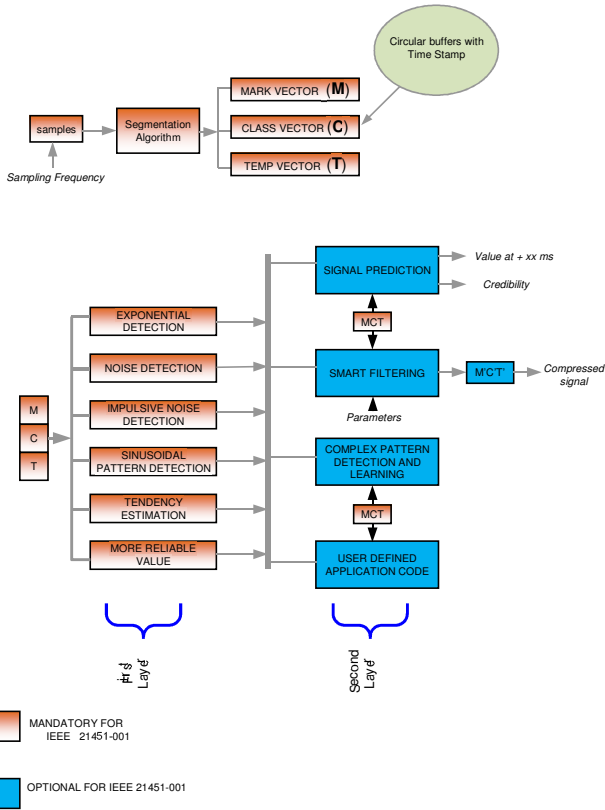 Circular buffers with
Time Stamp
MARK VECTOR (M)
samples
Segmentation
Algorithm
CLASS VECTOR (C)
TEMP VECTOR (T)
Sampling Frequency
SIGNAL PREDICTION
Value at + xx ms
Credibility
EXPONENTIAL
DETECTION
MCT
NOISE DETECTION
SMART FILTERING
M'C'T'
Compressed
signal
M
C
T
IMPULSIVE NOISE
DETECTION
Parameters
SINUSOIDAL
PATTERN DETECTION
COMPLEX PATTERN
DETECTION AND
LEARNING
TENDENCY
ESTIMATION
MCT
MORE RELIABLE
VALUE
USER DEFINED
APPLICATION CODE
First
Layer
Second
Layer
MANDATORY FOR
IEEE 21451-001
OPTIONAL FOR IEEE 21451-001